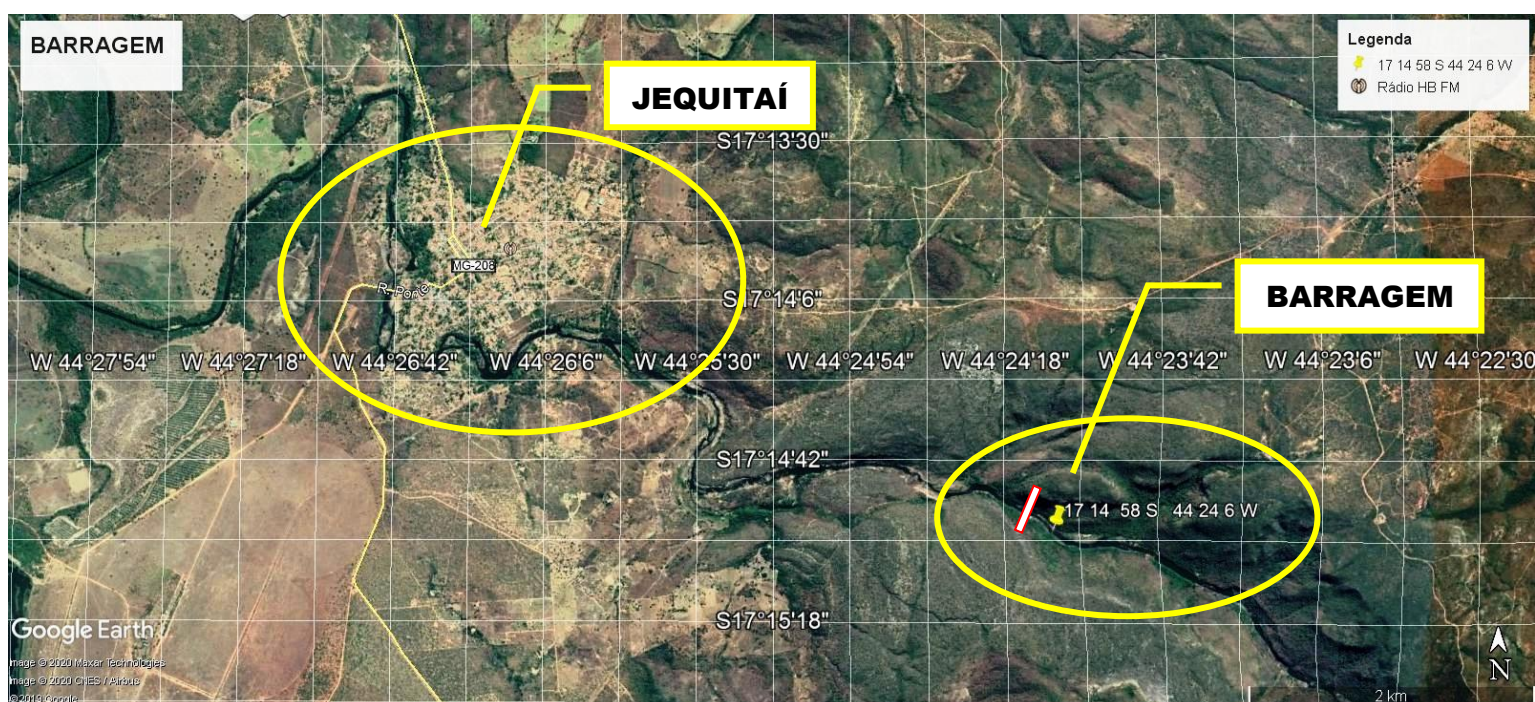 BARRAGEM
Legenda
17 14 58 S 44 24 6 W
Rádio HB FM
JEQUITAÍ
S17°13'30"
MG-208
R. Ponte
S17°14'6"
BARRAGEM
W 44°27'54" W 44°27'18" W 44°26'42" W 44°26'6" W 44°25'30" W 44°24'54" W 44°24'18" W 44°23'42" W 44°23'6" W 44°22'30
S17°14'42"
17 14 58 S 44 24 6 W
S17°15'18"
Google Earth
Image © 2020 Maxar Technologies
Image © 2020 CNES / Airbus
© 2019 Google
N
2 km